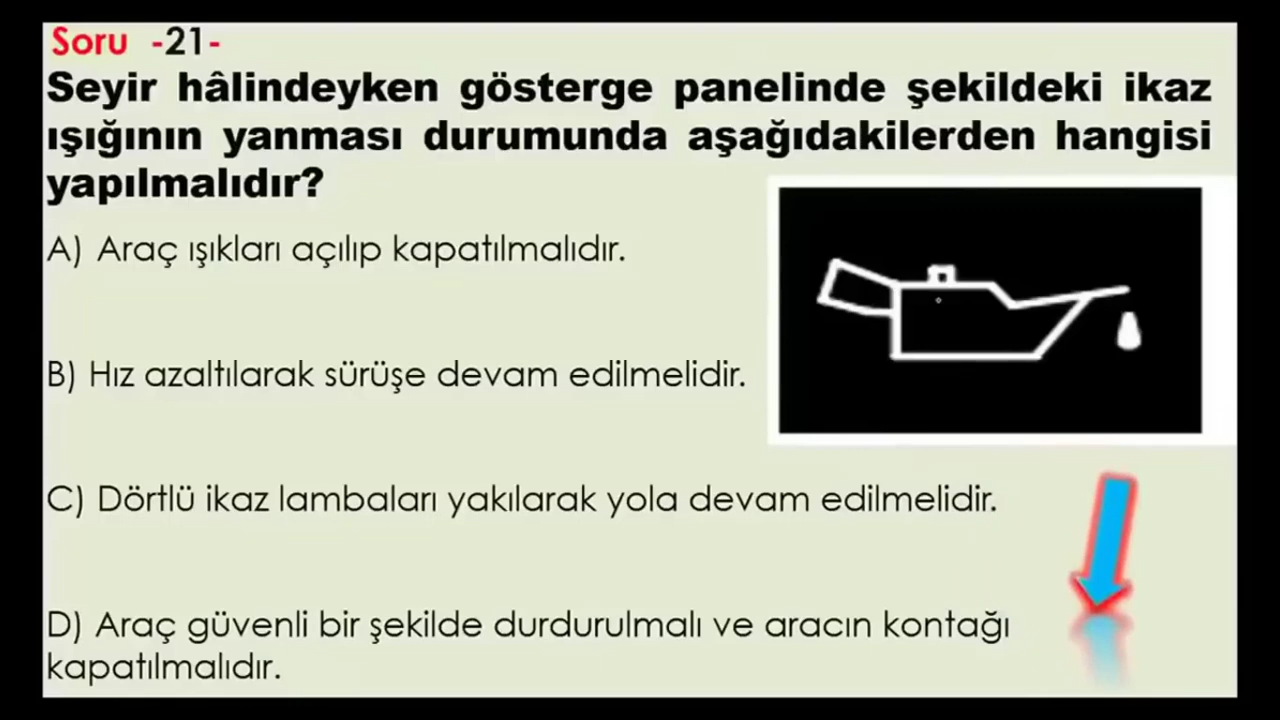 Soru -21-
Seyir hâlindeyken gösterge panelinde şekildeki ikaz
ışığının yanması durumunda aşağıdakilerden hangisi
yapılmalıdır?
A) Araç ışıkları açılıp kapatılmalıdır.
B) Hız azaltılarak sürüşe devam edilmelidir.
C) Dörtlü ikaz lambaları yakılarak yola devam edilmelidir.
D) Araç güvenli bir şekilde durdurulmalı ve aracın kontağı
kapatılmalıdır.